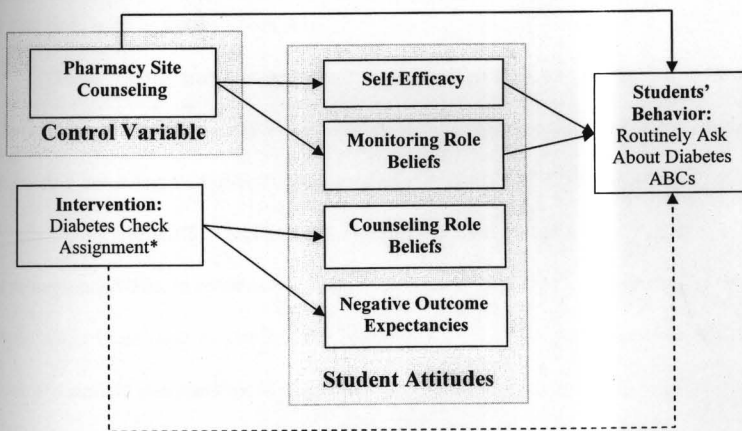 Pharmacy Site
Counseling
Control Variable
Intervention:
Diabetes Check
Assignment*
Self-Efficacy
Monitoring Role
Beliefs
Counseling Role
Beliefs
Negative Outcome
Expectancies
Student Attitudes
Students'
Behavior:
Routinely Ask
About Diabetes
ABCs